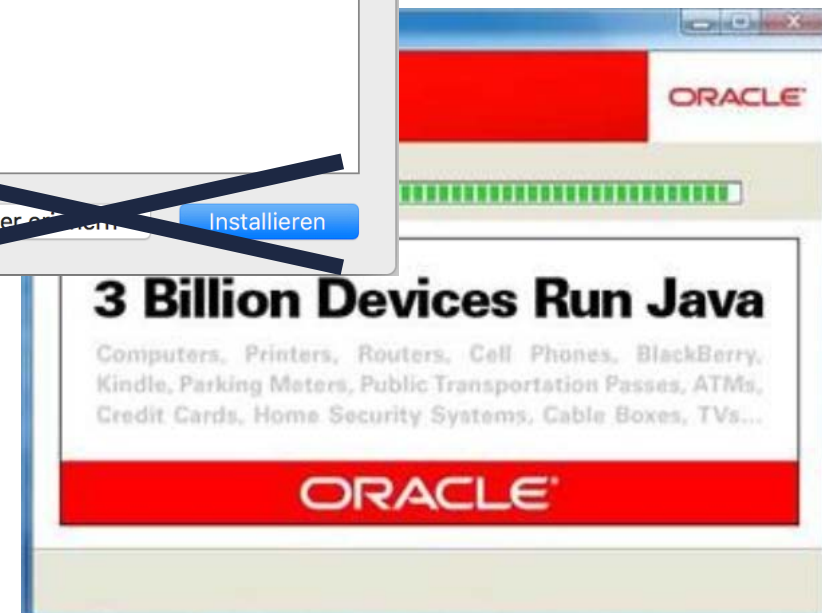 ORACLE
Installieren
3 Billion Devices Run Java
Computers, Printers, Routers, Cell Phones, BlackBerry,
Kindle, Parking Meters, Public Transportation Passes, ATMs,
Credit Cards, Home Security Systems, Cable Boxes, TVs...
ORACLE